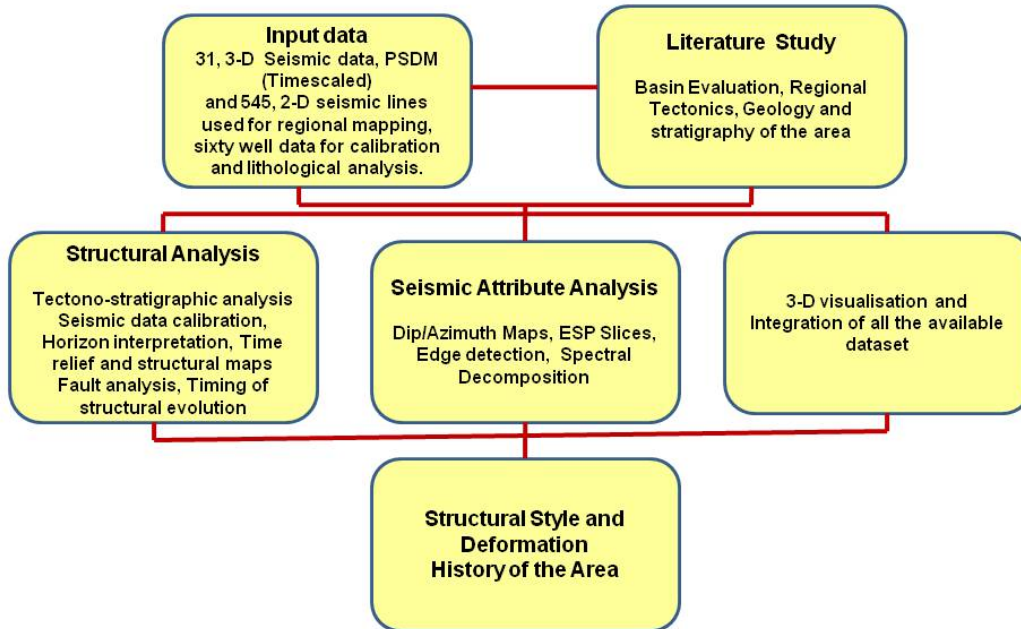 Input data
31, 3-D Seismic data, PSDM
(Timescaled)
and 545, 2-D seismic lines
used for regional mapping,
sixty well data for calibration
and lithological analysis.
Literature Study
Basin Evaluation, Regional
Tectonics, Geology and
stratigraphy of the area
Structural Analysis
Tectono-stratigraphic analysis
Seismic data calibration,
Horizon interpretation, Time
relief and structural maps
Fault analysis, Timing of
structural evolution
Seismic Attribute Analysis
Dip/Azimuth Maps, ESP Slices,
Edge detection, Spectral
Decomposition
3-D visualisation and
Integration of all the available
dataset
Structural Style and
Deformation
History of the Area